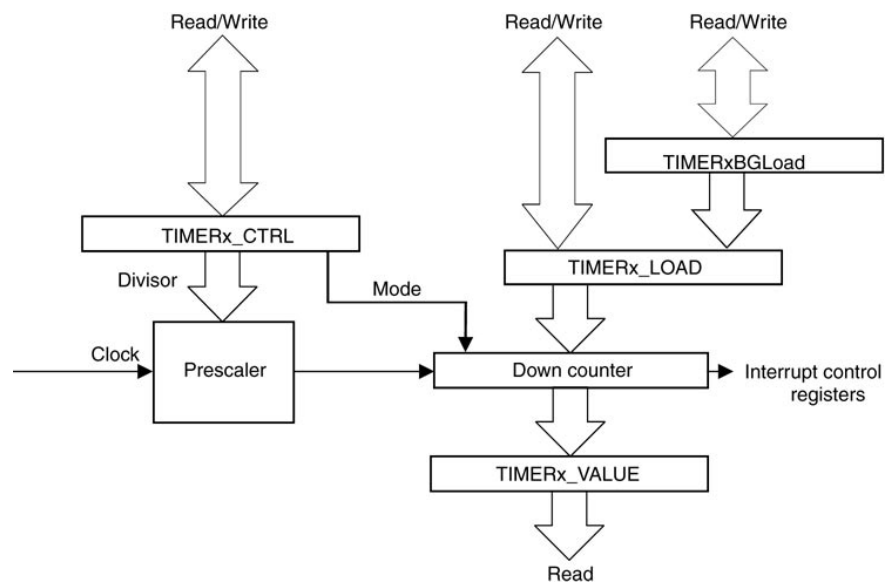 Read/Write
Read/Write
Read/Write
TIMERxBGLoad
TIMERx_CTRL
TIMERx_LOAD
Divisor
Mode
Clock
Prescaler
Down counter
Interrupt control
registers
TIMERx_VALUE
Read